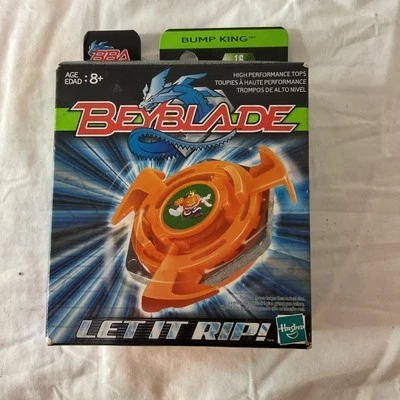 BBA
BUMP KING™
16
AGE
EDAD : 8+
HIGH PERFORMANCE TOPS
TOUPIES À HAUTE PERFORMANCE
TROMPOS DE ALTO NIVEL
BEYBLADE
LET IT RIP!
Hasbro